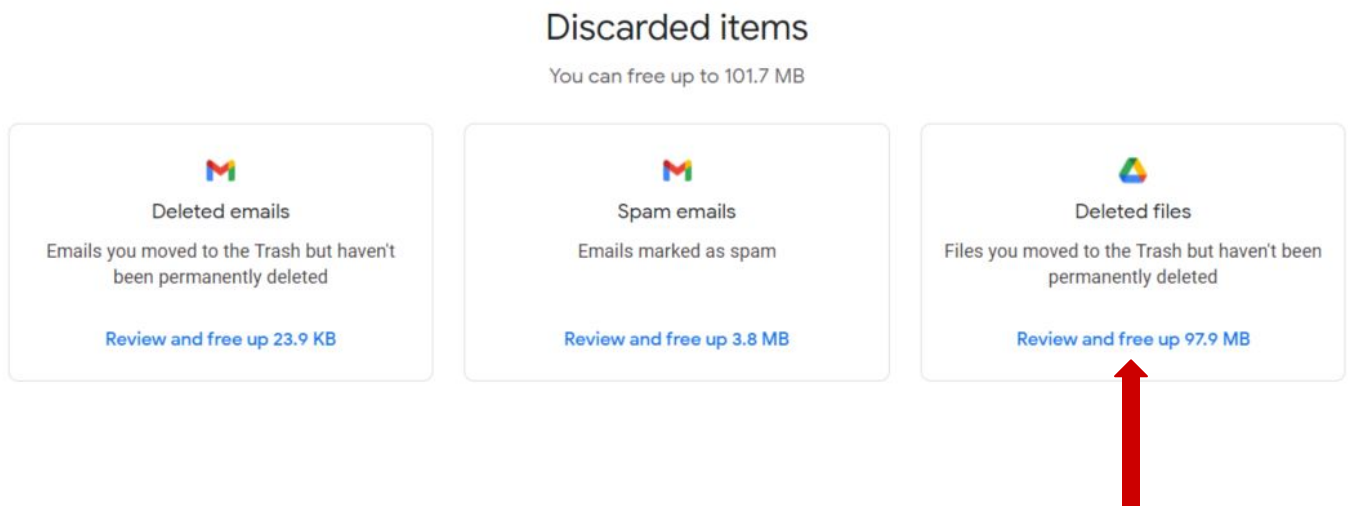 Discarded items
You can free up to 101.7 MB
Deleted emails
Emails you moved to the Trash but haven't
been permanently deleted
Review and free up 23.9 KB
Spam emails
Emails marked as spam
Review and free up 3.8 MB
Deleted files
Files you moved to the Trash but haven't been
permanently deleted
Review and free up 97.9 MB